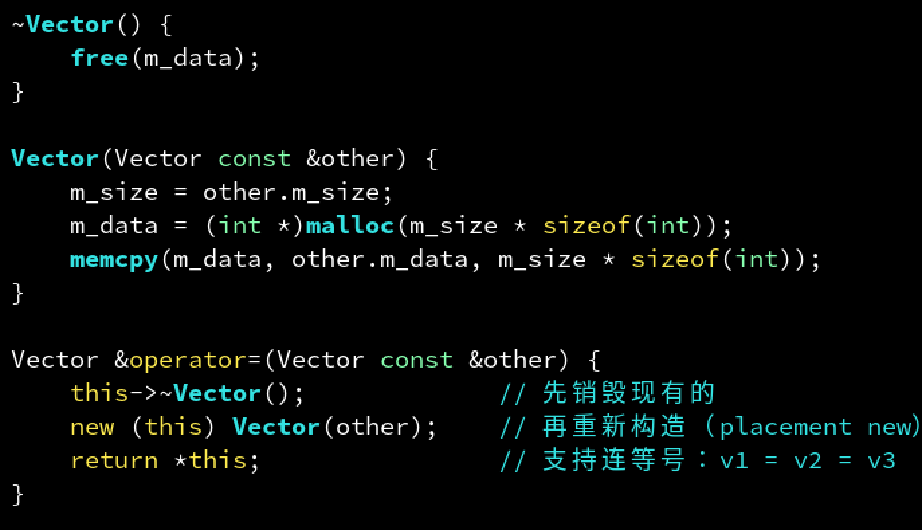 ~Vector() {
    free(m_data);
}

Vector(Vector const &other) {
    m_size = other.m_size;
    m_data = (int *)malloc(m_size * sizeof(int));
    memcpy(m_data, other.m_data, m_size * sizeof(int));
}

Vector &operator=(Vector const &other) {
    this->~Vector();             // 先销毁现有的
    new (this) Vector(other);    // 再重新构造（placement new）
    return *this;                // 支持连等号：v1 = v2 = v3
}